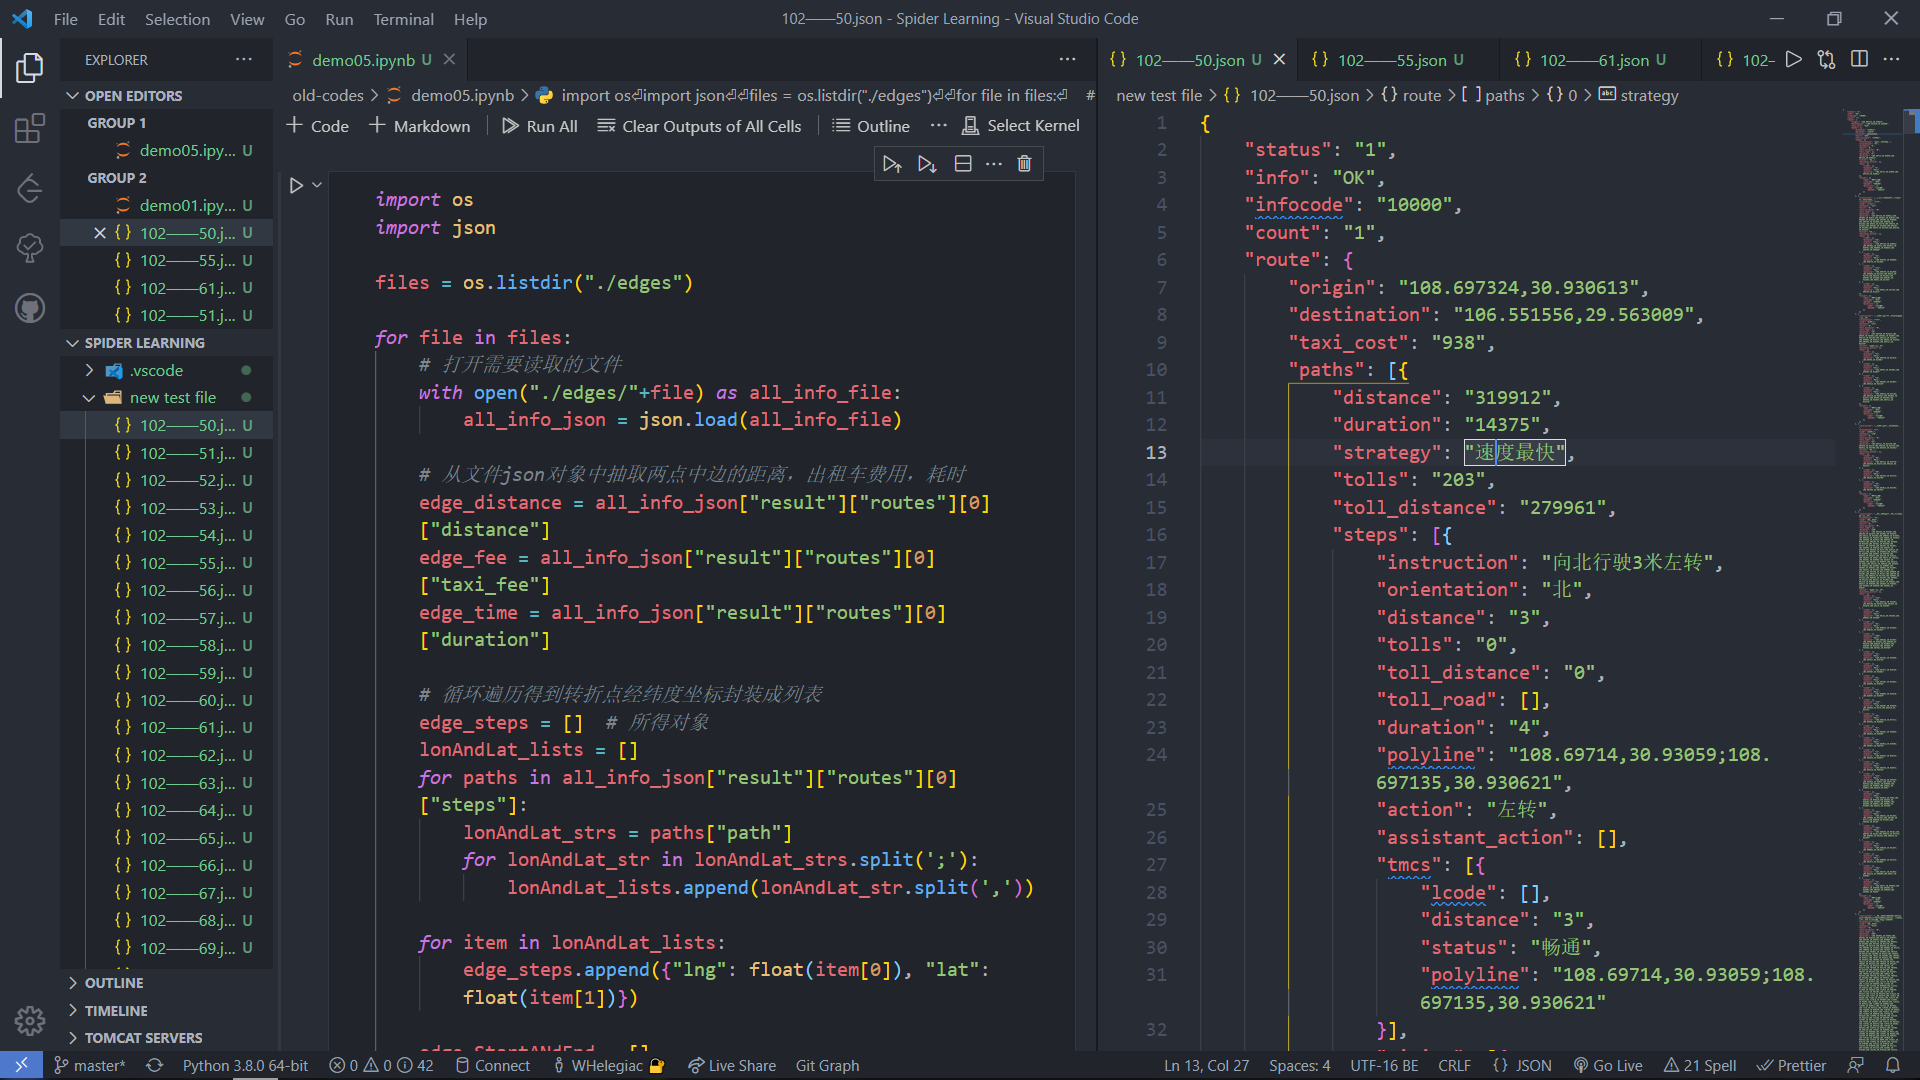 File Edit Selection View Go Run Terminal Help
102——50.json - Spider Learning - Visual Studio Code
EXPLORER
OPEN EDITORS
GROUP 1
demo05.ipy... U
GROUP 2
demo01.ipy... U
{} 102——50.j... U
{} 102——55.j... U
{} 102——61.j... U
{} 102——51.j... U
SPIDER LEARNING
.vscode
new test file
{} 102——50.j... U
{} 102——51.j... U
{} 102——52.j... U
{} 102——53.j... U
{} 102——54.j... U
{} 102——55.j... U
{} 102——56.j... U
{} 102——57.j... U
{} 102——58.j... U
{} 102——59.j... U
{} 102——60.j... U
{} 102——61.j... U
{} 102——62.j... U
{} 102——63.j... U
{} 102——64.j... U
{} 102——65.j... U
{} 102——66.j... U
{} 102——67.j... U
{} 102——68.j... U
{} 102——69.j... U
OUTLINE
TIMELINE
TOMCAT SERVERS
demo05.ipynb U
old-codes > demo05.ipynb > import os⏎import json⏎⏎files = os.listdir("./edges")⏎⏎for file in files:⏎ #
+ Code + Markdown Run All Clear Outputs of All Cells Outline ... Select Kernel
import os
import json
files = os.listdir("./edges")
for file in files:
# 打开需要读取的文件
with open("./edges/"+file) as all_info_file:
all_info_json = json.load(all_info_file)
# 从文件json对象中抽取两点中边的距离，出租车费用，耗时
edge_distance = all_info_json["result"]["routes"][0]
["distance"]
edge_fee = all_info_json["result"]["routes"][0]
["taxi_fee"]
edge_time = all_info_json["result"]["routes"][0]
["duration"]
# 循环遍历得到转折点经纬度坐标封装成列表
edge_steps = [] # 所得对象
lonAndLat_lists = []
for paths in all_info_json["result"]["routes"][0]
["steps"]:
lonAndLat_strs = paths["path"]
for lonAndLat_str in lonAndLat_strs.split(';'):
lonAndLat_lists.append(lonAndLat_str.split(','))
for item in lonAndLat_lists:
edge_steps.append({"lng": float(item[0]), "lat":
float(item[1])})
{} 102——50.json U {} 102——55.json U {} 102——61.json U {} 102-
new test file > {} 102——50.json > {} route > [ ] paths > {} 0 > strategy
1 {
2 "status": "1",
3 "info": "OK",
4 "infocode": "10000",
5 "count": "1",
6 "route": {
7 "origin": "108.697324,30.930613",
8 "destination": "106.551556,29.563009",
9 "taxi_cost": "938",
10 "paths": [{
11 "distance": "319912",
12 "duration": "14375",
13 "strategy": "速度最快",
14 "tolls": "203",
15 "toll_distance": "279961",
16 "steps": [{
17 "instruction": "向北行驶3米左转",
18 "orientation": "北",
19 "distance": "3",
20 "tolls": "0",
21 "toll_distance": "0",
22 "toll_road": [],
23 "duration": "4",
24 "polyline": "108.69714,30.93059;108.
697135,30.930621",
25 "action": "左转",
26 "assistant_action": [],
27 "tmcs": [{
28 "lcode": [],
29 "distance": "3",
30 "status": "畅通",
31 "polyline": "108.69714,30.93059;108.
697135,30.930621"
32 }],
master* Python 3.8.0 64-bit 0 0 42 Connect WHelegiac Live Share Git Graph
Ln 13, Col 27 Spaces: 4 UTF-16 BE CRLF {} JSON Go Live 21 Spell Prettier